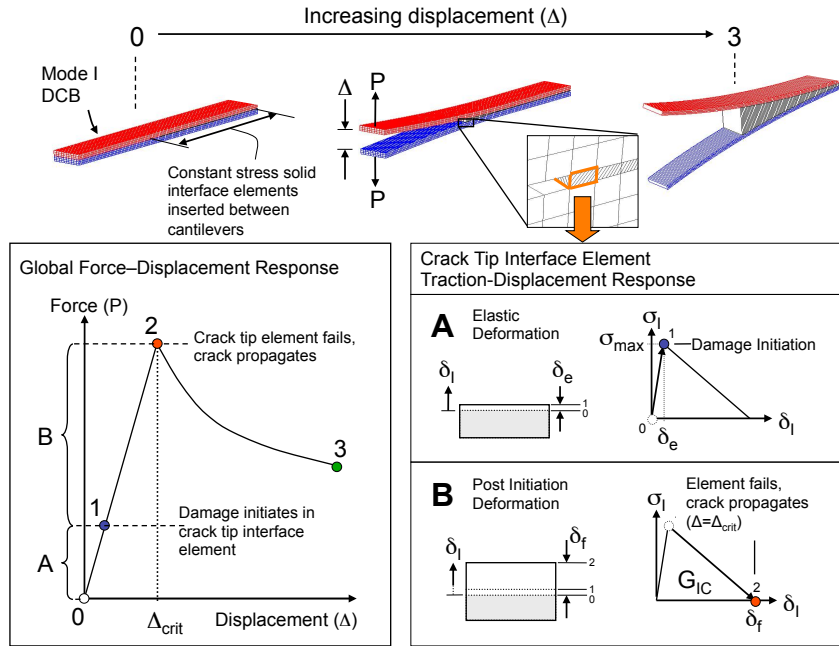 Increasing displacement (Δ)
0
3
Mode I
DCB
Δ
P
P
Constant stress solid
interface elements
inserted between
cantilevers
Global Force–Displacement Response
Force (P)
2
Crack tip element fails,
crack propagates
B
3
1
Damage initiates in
crack tip interface
element
A
0
Δcrit
Displacement (Δ)
Crack Tip Interface Element
Traction-Displacement Response
A
Elastic
Deformation
δI
δe
1
0
σI
σmax
1
Damage Initiation
0
δe
δI
B
Post Initiation
Deformation
δI
δf
2
1
0
Element fails,
crack propagates
(Δ=Δcrit)
σI
GIC
2
δf
δI